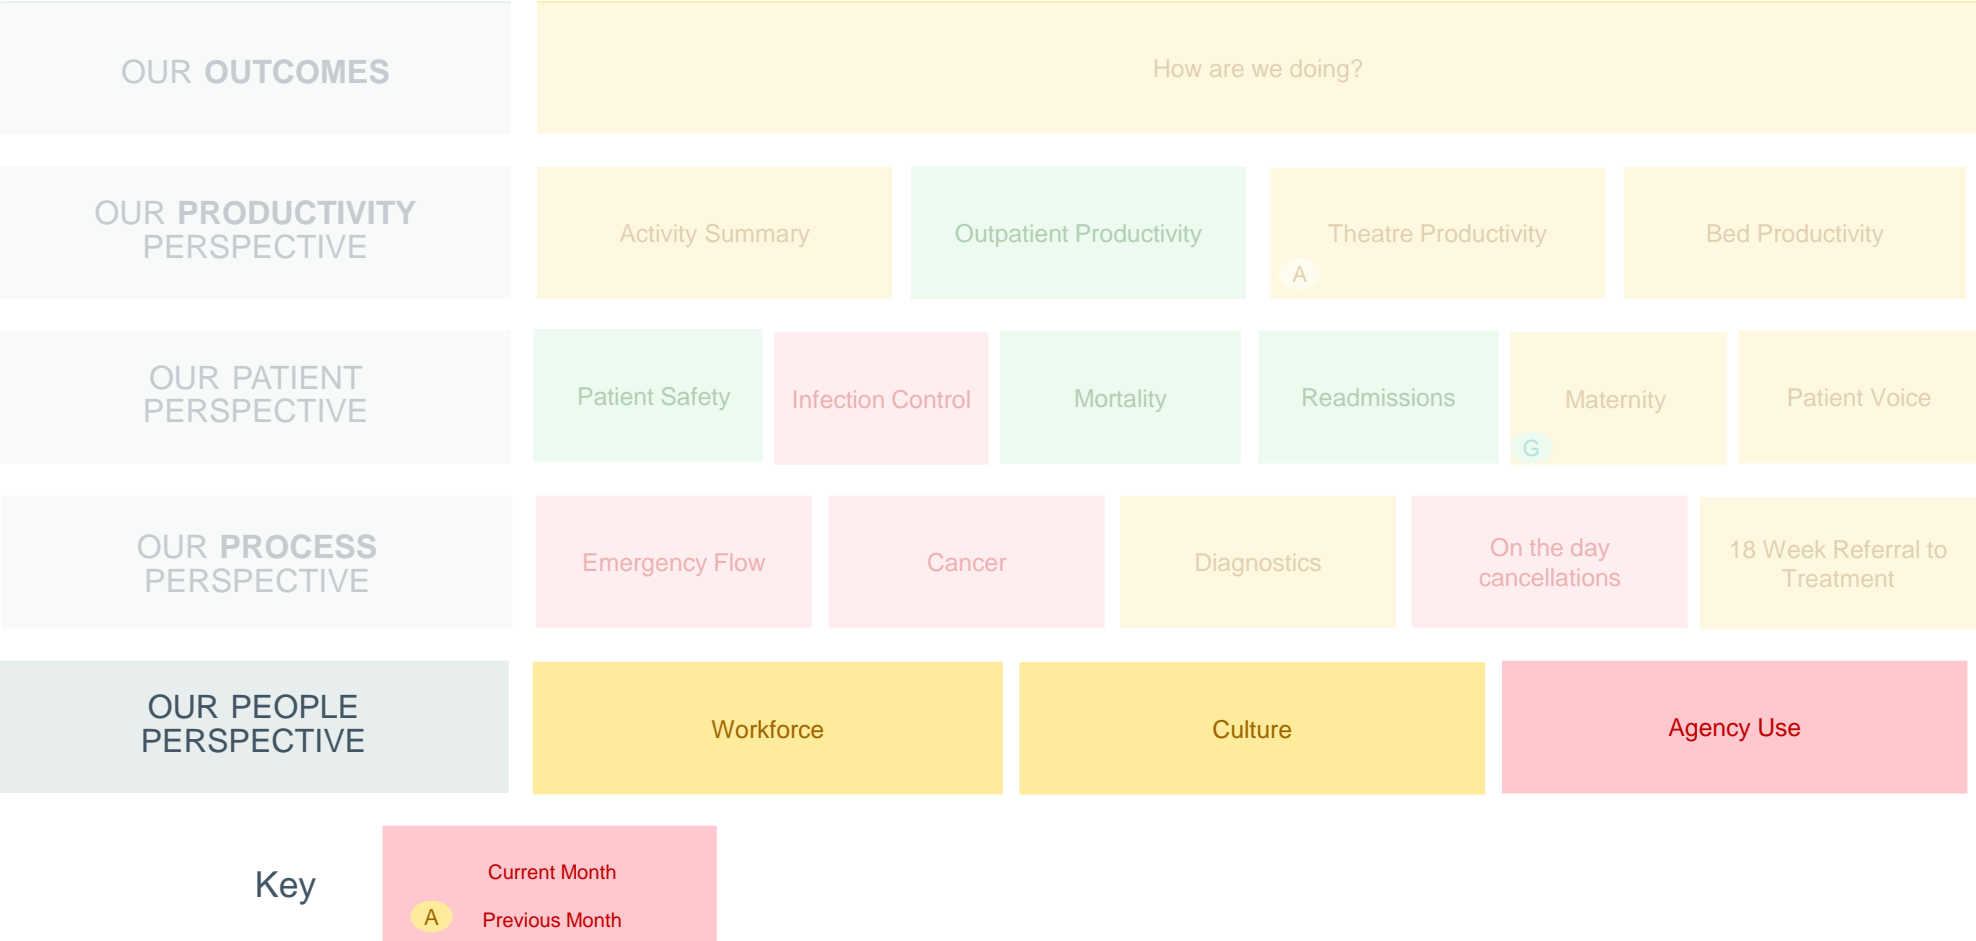 OUR OUTCOMES
How are we doing?
OUR PRODUCTIVITY
PERSPECTIVE
Activity Summary
Outpatient Productivity
Theatre Productivity
A
Bed Productivity
OUR PATIENT
PERSPECTIVE
Patient Safety
Infection Control
Mortality
Readmissions
Maternity
G
Patient Voice
OUR PROCESS
PERSPECTIVE
Emergency Flow
Cancer
Diagnostics
On the day
cancellations
18 Week Referral to
Treatment
OUR PEOPLE
PERSPECTIVE
Workforce
Culture
Agency Use
Key
Current Month
A
Previous Month